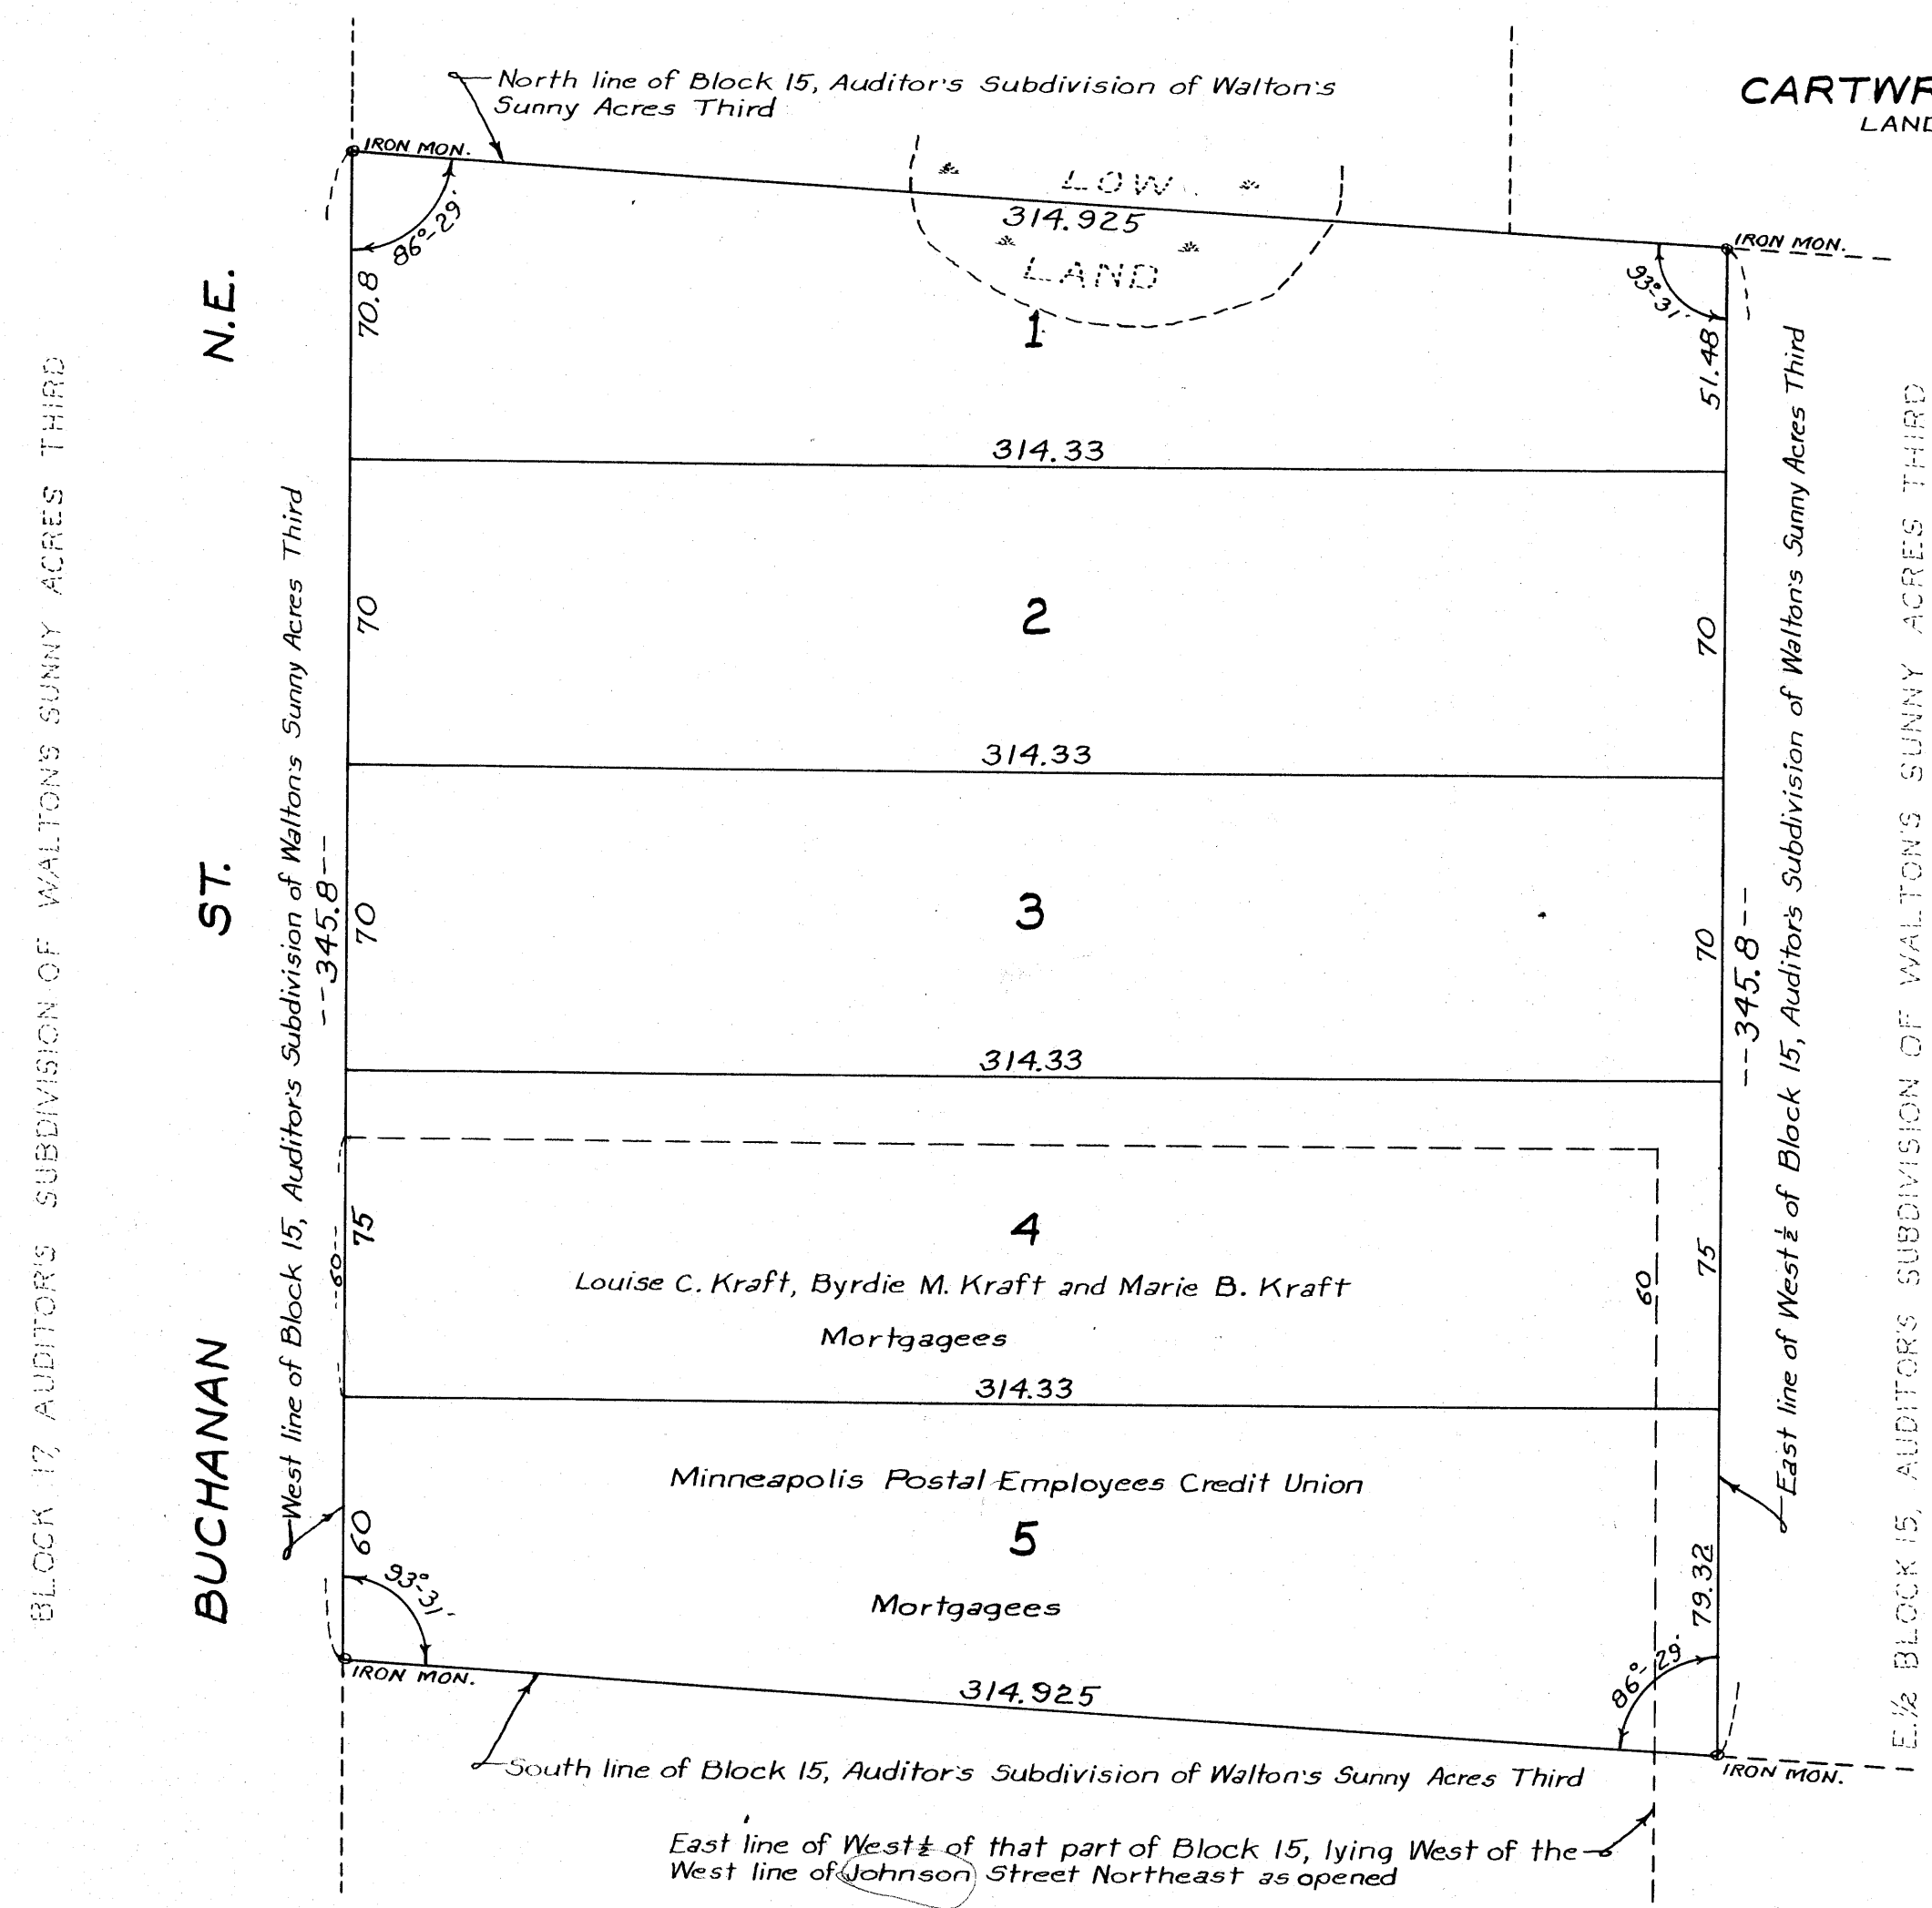 North line of Block 15, Auditor's Subdivision of Walton's
Sunny Acres Third
IRON MON.
LOW
314.925
LAND
IRON MON.
86°-29'
93°-31'
70.8
1
51.48
314.33
N.E.
70
2
70
314.33
ST.
70
3
70
--345.8--
--345.8--
314.33
West line of Block 15, Auditor's Subdivision of Walton's Sunny Acres Third
East line of West ½ of Block 15, Auditor's Subdivision of Walton's Sunny Acres Third
BLOCK 17, AUDITOR'S SUBDIVISION OF WALTON'S SUNNY ACRES THIRD
E.½ BLOCK 15, AUDITOR'S SUBDIVISION OF WALTON'S SUNNY ACRES THIRD
75
--60--
4
60
75
Louise C. Kraft, Byrdie M. Kraft and Marie B. Kraft
Mortgagees
314.33
BUCHANAN
Minneapolis Postal Employees Credit Union
60
5
79.32
Mortgagees
93°-31'
86°-29'
IRON MON.
314.925
IRON MON.
South line of Block 15, Auditor's Subdivision of Walton's Sunny Acres Third
East line of West ½ of that part of Block 15, lying West of the
West line of Johnson Street Northeast as opened